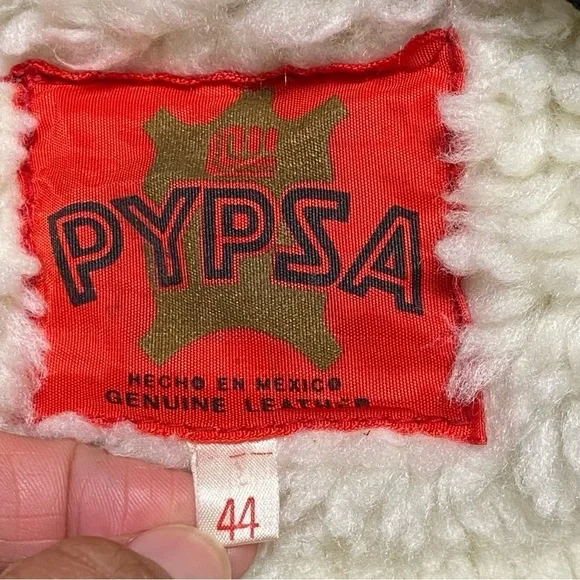 PYPSA
HECHO EN MEXICO
GENUINE LEATHER
44